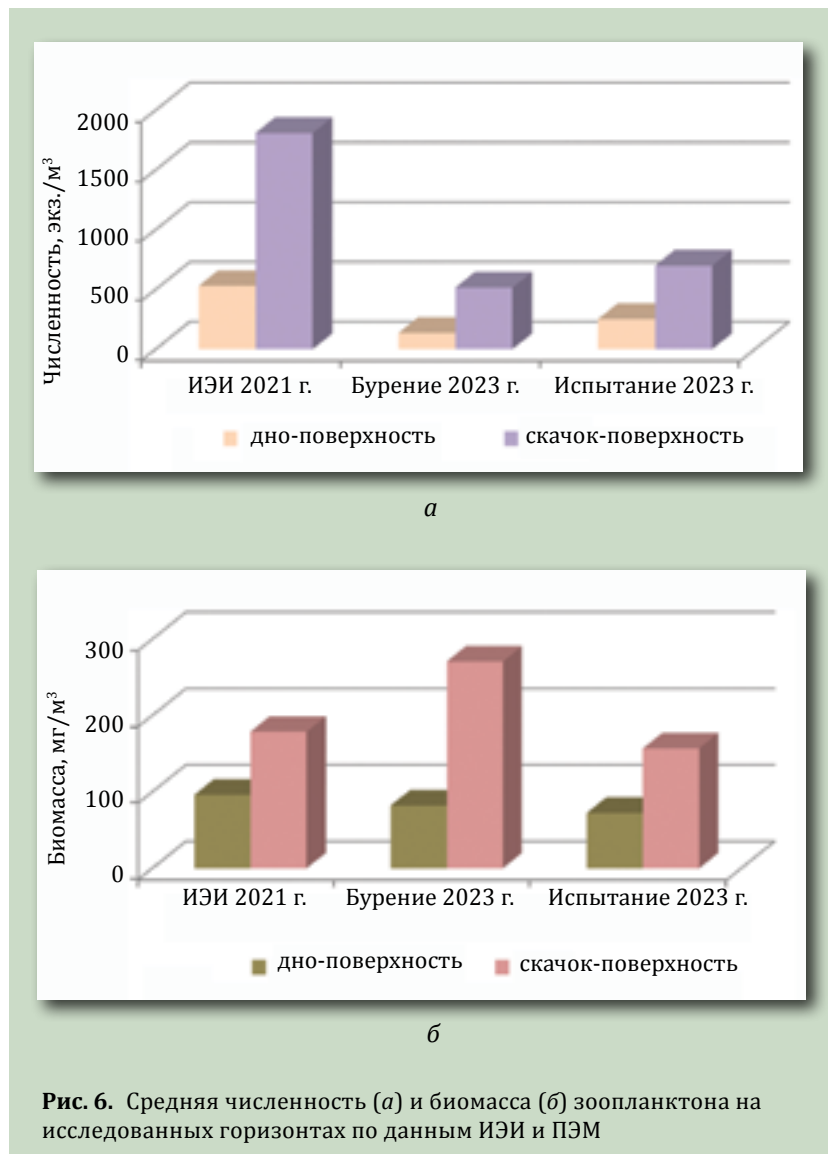 Численность, экз./м³
2000
1500
1000
500
0
ИЭИ 2021 г. Бурение 2023 г. Испытание 2023 г.
дно-поверхность скачок-поверхность
а
Биомасса, мг/м³
300
200
100
0
ИЭИ 2021 г. Бурение 2023 г. Испытание 2023 г.
дно-поверхность скачок-поверхность
б
Рис. 6. Средняя численность (а) и биомасса (б) зоопланктона на
исследованных горизонтах по данным ИЭИ и ПЭМ